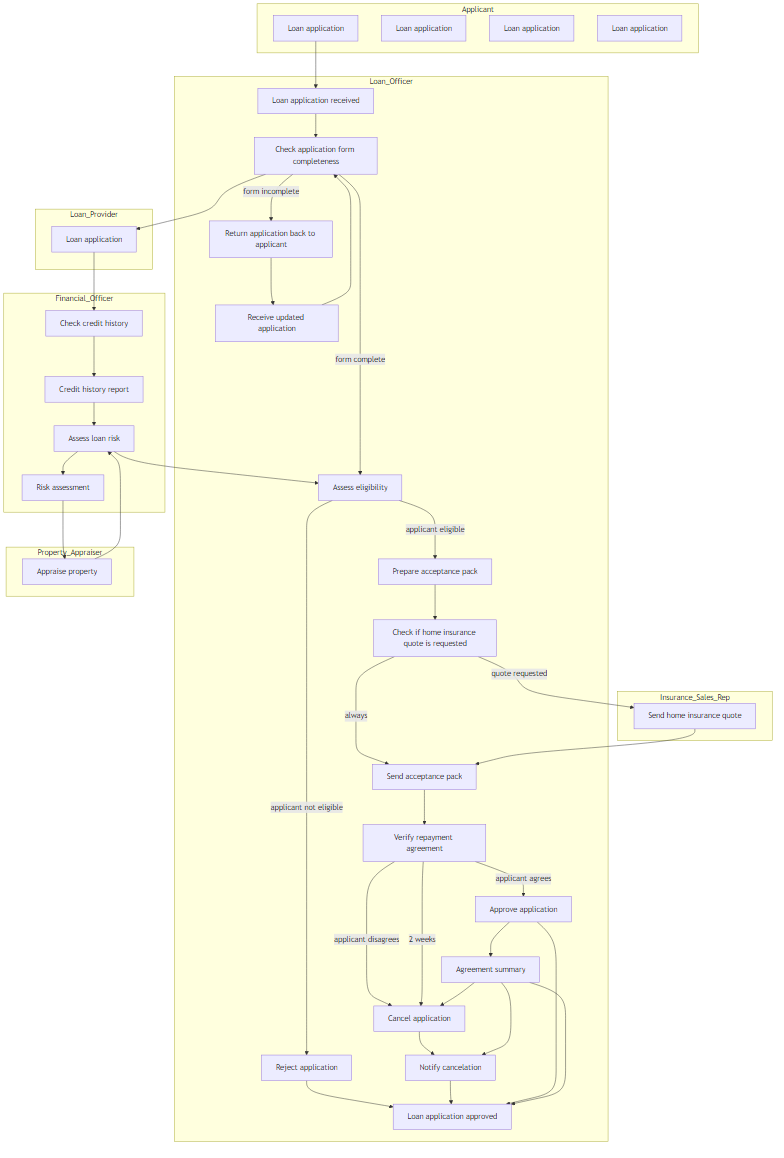 Applicant
Loan application
Loan application
Loan application
Loan application
Loan_Officer
Loan application received
Check application form
completeness
form incomplete
Loan_Provider
Loan application
Return application back to
applicant
Financial_Officer
Check credit history
Receive updated
application
form complete
Credit history report
Assess loan risk
Risk assessment
Assess eligibility
applicant eligible
Property_Appraiser
Appraise property
Prepare acceptance pack
Check if home insurance
quote is requested
quote requested
Insurance_Sales_Rep
Send home insurance quote
always
Send acceptance pack
applicant not eligible
Verify repayment
agreement
applicant agrees
Approve application
applicant disagrees
2 weeks
Agreement summary
Cancel application
Reject application
Notify cancelation
Loan application approved